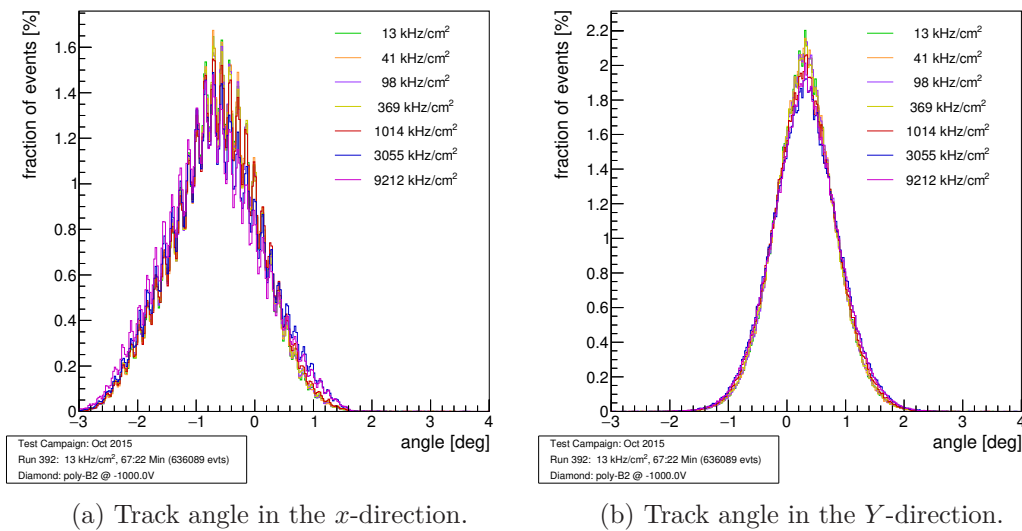 fraction of events [%]
1.6
1.4
1.2
1
0.8
0.6
0.4
0.2
0
−3 −2 −1 0 1 2 3 4
angle [deg]
13 kHz/cm²
41 kHz/cm²
98 kHz/cm²
369 kHz/cm²
1014 kHz/cm²
3055 kHz/cm²
9212 kHz/cm²
Test Campaign: Oct 2015
Run 392: 13 kHz/cm², 67:22 Min (636089 evts)
Diamond: poly-B2 @ -1000.0V
(a) Track angle in the x-direction.
fraction of events [%]
2.2
2
1.8
1.6
1.4
1.2
1
0.8
0.6
0.4
0.2
0
−3 −2 −1 0 1 2 3 4
angle [deg]
13 kHz/cm²
41 kHz/cm²
98 kHz/cm²
369 kHz/cm²
1014 kHz/cm²
3055 kHz/cm²
9212 kHz/cm²
Test Campaign: Oct 2015
Run 392: 13 kHz/cm², 67:22 Min (636089 evts)
Diamond: poly-B2 @ -1000.0V
(b) Track angle in the Y-direction.